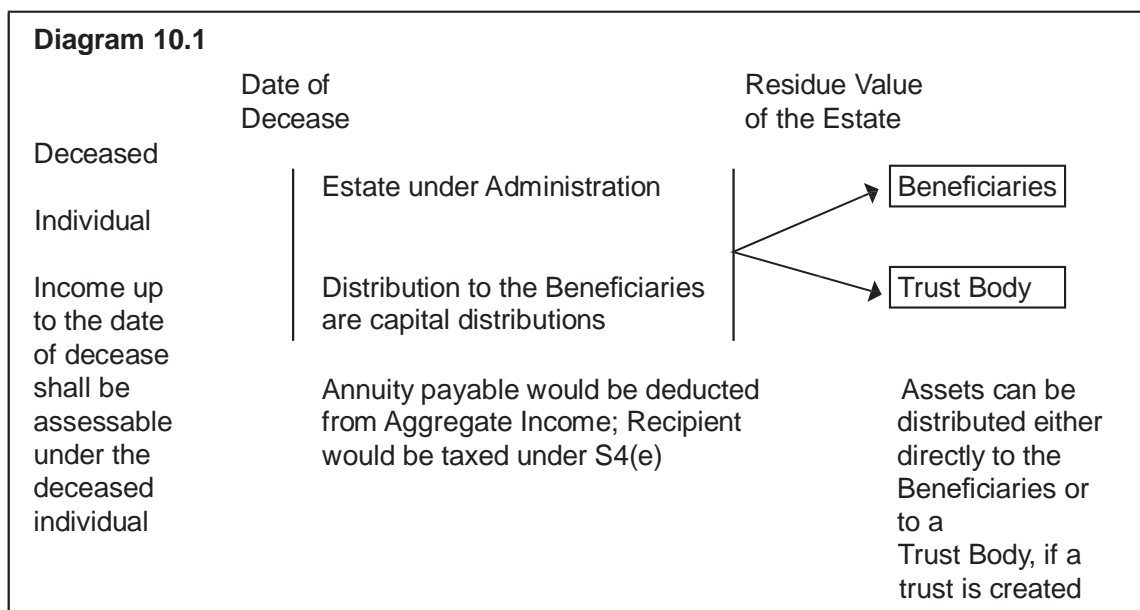 Diagram 10.1
Date of
Decease
Residue Value
of the Estate
Deceased
Individual
Income up
to the date
of decease
shall be
assessable
under the
deceased
individual
Estate under Administration
Distribution to the Beneficiaries
are capital distributions
Annuity payable would be deducted
from Aggregate Income; Recipient
would be taxed under S4(e)
Beneficiaries
Trust Body
Assets can be
distributed either
directly to the
Beneficiaries or
to a
Trust Body, if a
trust is created